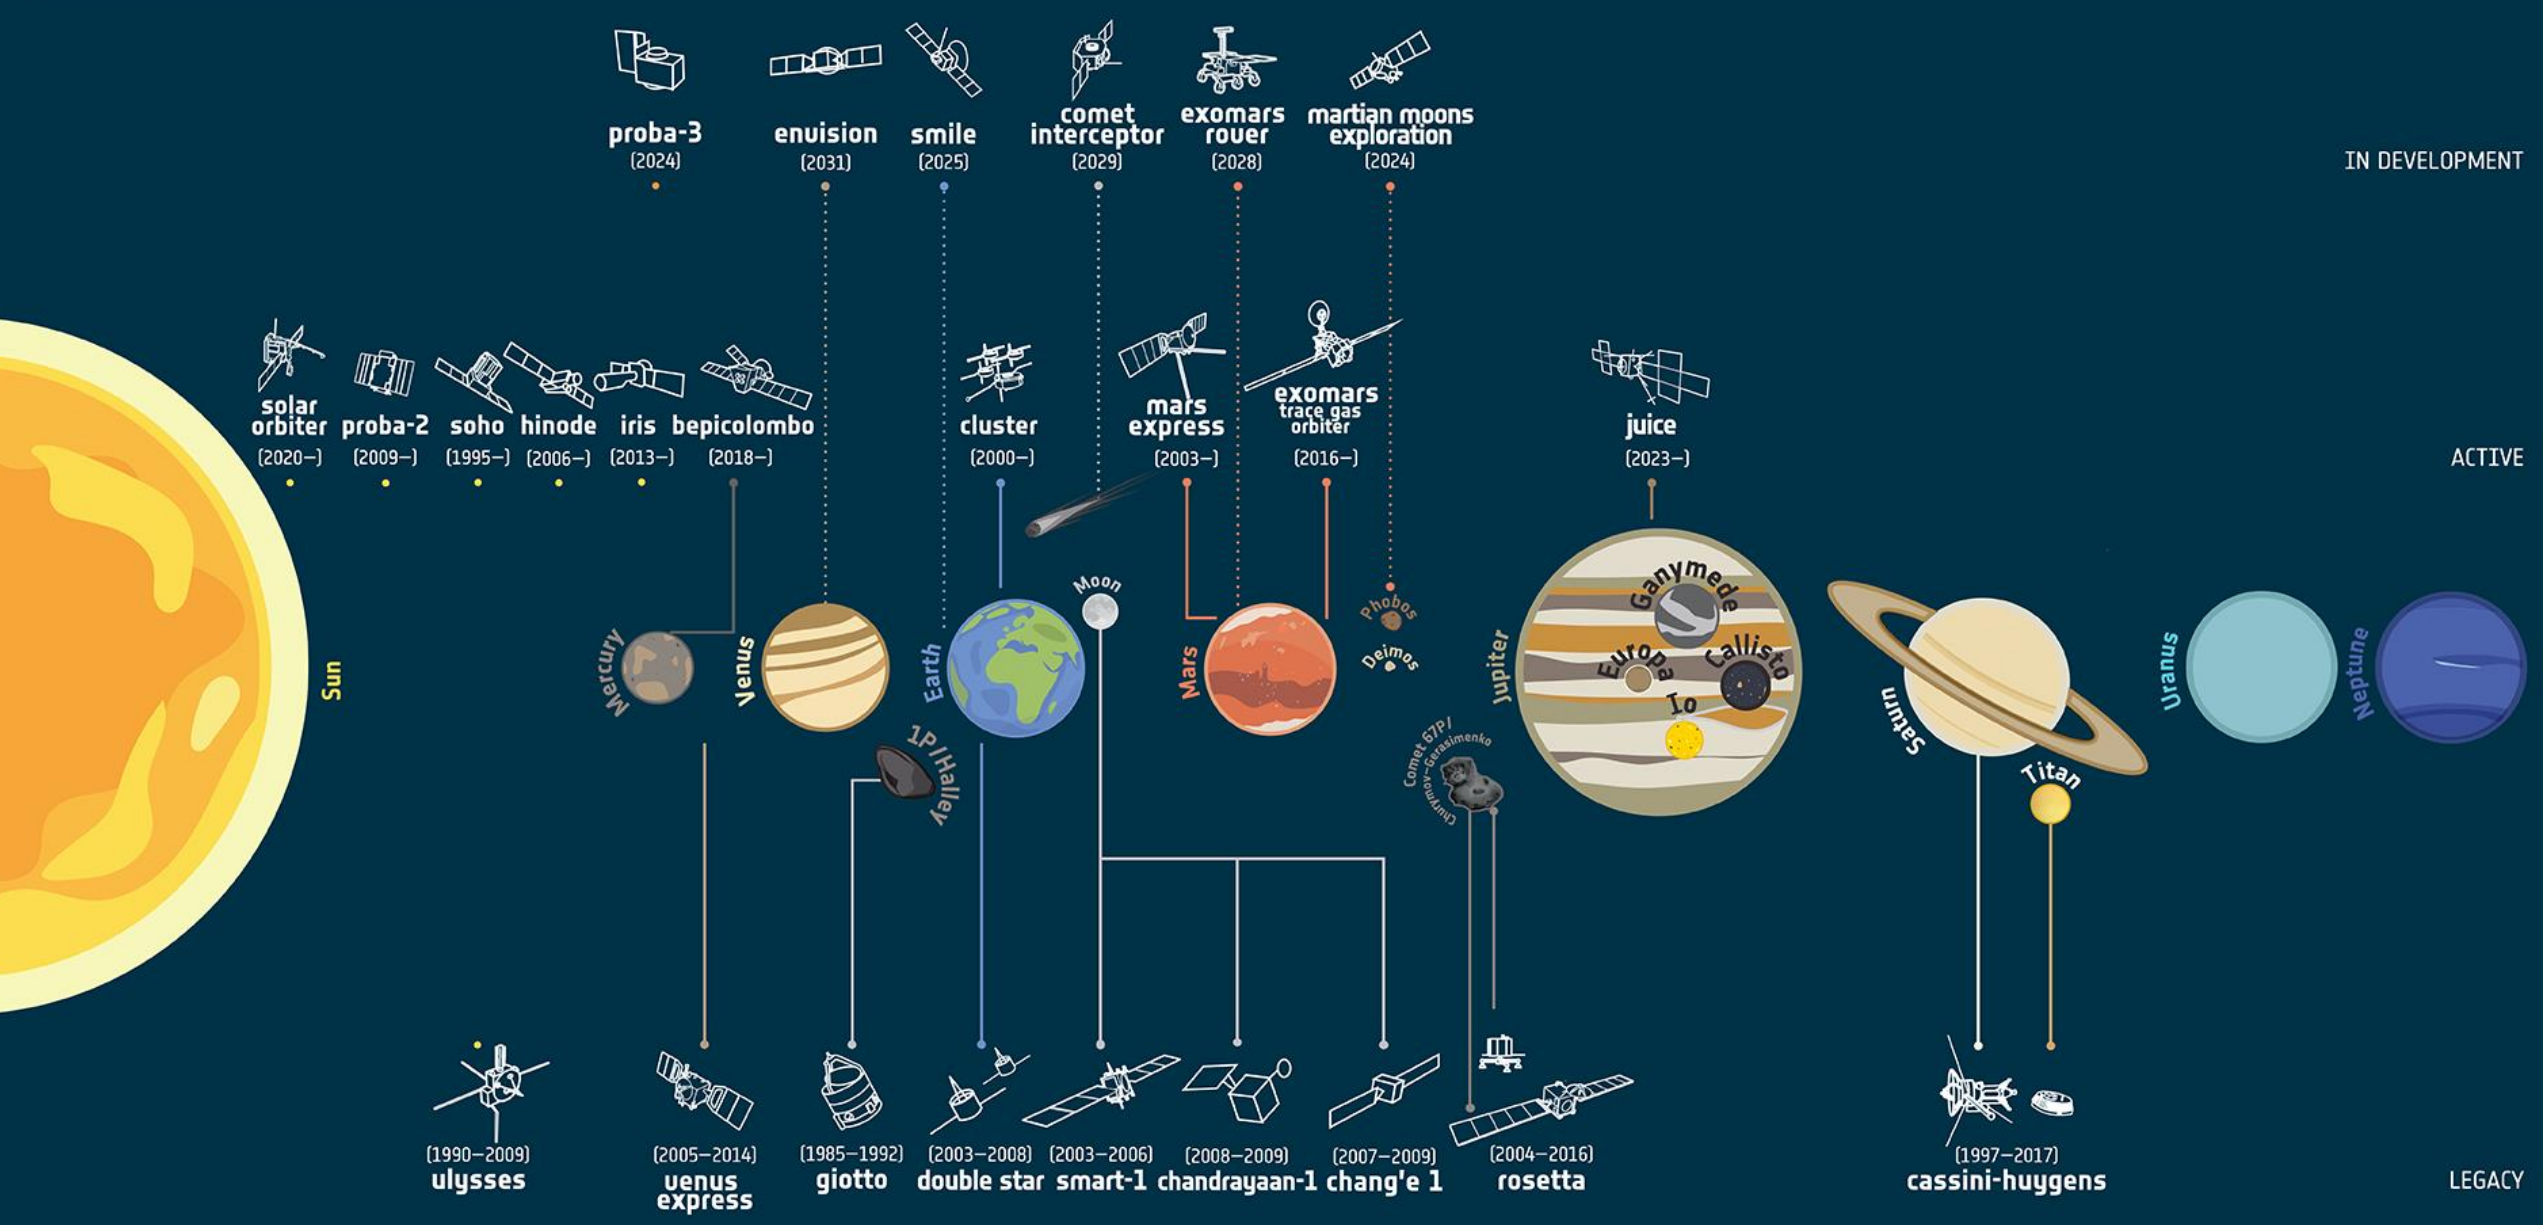 proba-3
(2024)
envision
(2031)
smile
(2025)
comet
interceptor
(2029)
exomars
rover
(2028)
martian moons
exploration
(2024)
IN DEVELOPMENT
solar
orbiter
(2020–)
proba-2
(2009–)
soho
(1995–)
hinode
(2006–)
iris
(2013–)
bepicolombo
(2018–)
cluster
(2000–)
mars
express
(2003–)
exomars
trace gas
orbiter
(2016–)
juice
(2023–)
ACTIVE
Sun
Mercury
Venus
1P/Halley
Earth
Moon
Mars
Phobos
Deimos
Comet 67P/
Churymov-Gerasimenko
Jupiter
Ganymede
Europa
Callisto
Io
Saturn
Titan
Uranus
Neptune
(1990–2009)
ulysses
(2005–2014)
venus
express
(1985–1992)
giotto
(2003–2008)
double star
(2003–2006)
smart-1
(2008–2009)
chandrayaan-1
(2007–2009)
chang'e 1
(2004–2016)
rosetta
(1997–2017)
cassini-huygens
LEGACY